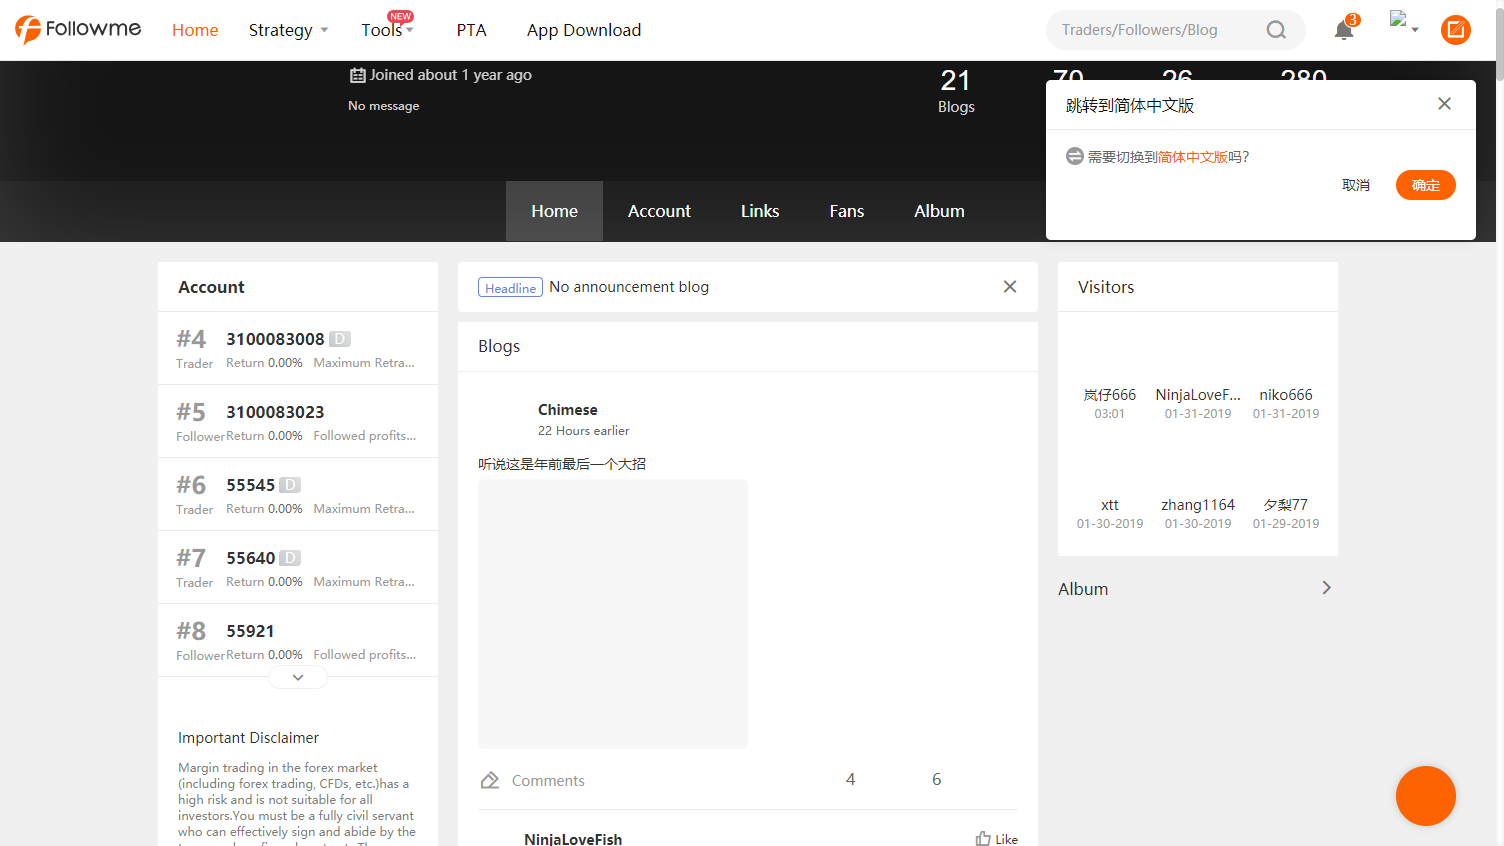 Followme
Home
Strategy
Tools
NEW
PTA
App Download
Traders/Followers/Blog
3
Joined about 1 year ago
No message
21
Blogs
跳转到简体中文版
需要切换到简体中文版吗?
取消
确定
Home
Account
Links
Fans
Album
Account
#4 3100083008 D
Trader Return 0.00% Maximum Retra...
#5 3100083023
Follower Return 0.00% Followed profits...
#6 55545 D
Trader Return 0.00% Maximum Retra...
#7 55640 D
Trader Return 0.00% Maximum Retra...
#8 55921
Follower Return 0.00% Followed profits...
Important Disclaimer
Margin trading in the forex market
(including forex trading, CFDs, etc.)has a
high risk and is not suitable for all
investors.You must be a fully civil servant
who can effectively sign and abide by the
Headline No announcement blog
Blogs
Chimese
22 Hours earlier
听说这是年前最后一个大招
Comments
4
6
NinjaLoveFish
Like
Visitors
岚仔666 NinjaLoveF... niko666
03:01 01-31-2019 01-31-2019
xtt zhang1164 夕梨77
01-30-2019 01-30-2019 01-29-2019
Album